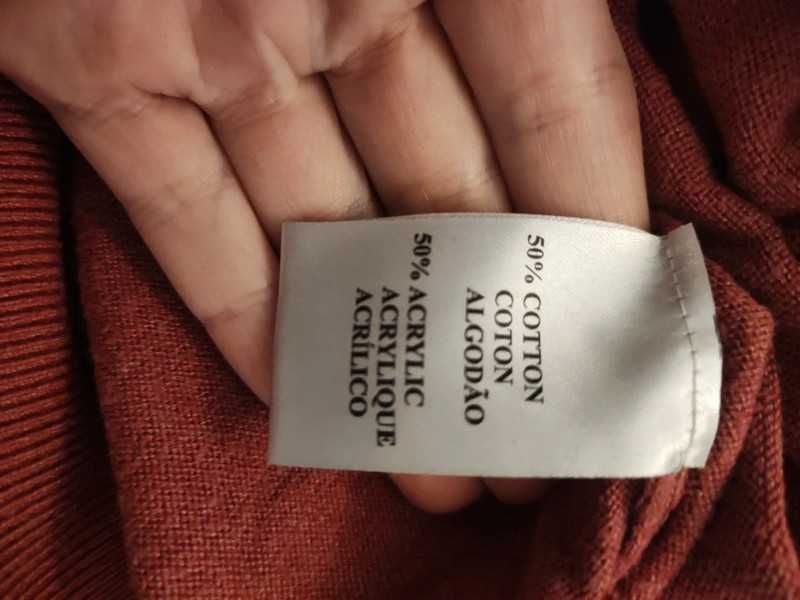 50% COTTON
COTON
ALGODÃO
50% ACRYLIC
ACRYLIQUE
ACRÍLICO